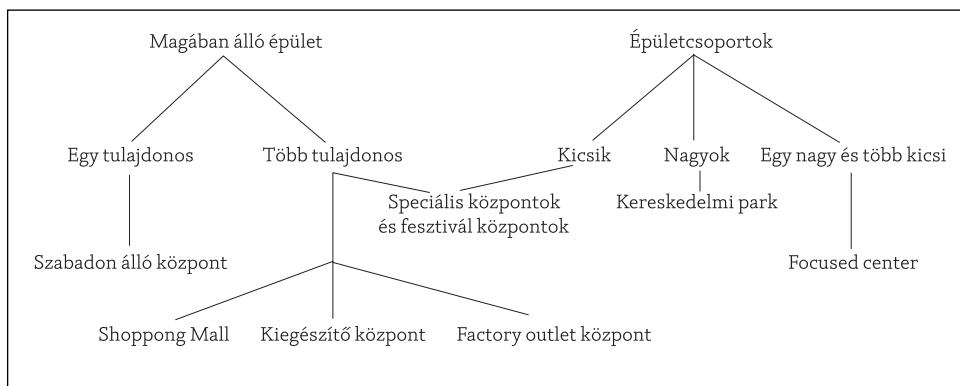 Magában álló épület
Épületcsoportok
Egy tulajdonos
Több tulajdonos
Kicsik
Nagyok
Egy nagy és több kicsi
Speciális központok
és fesztivál központok
Kereskedelmi park
Szabadon álló központ
Focused center
Shoppong Mall
Kiegészítő központ
Factory outlet központ